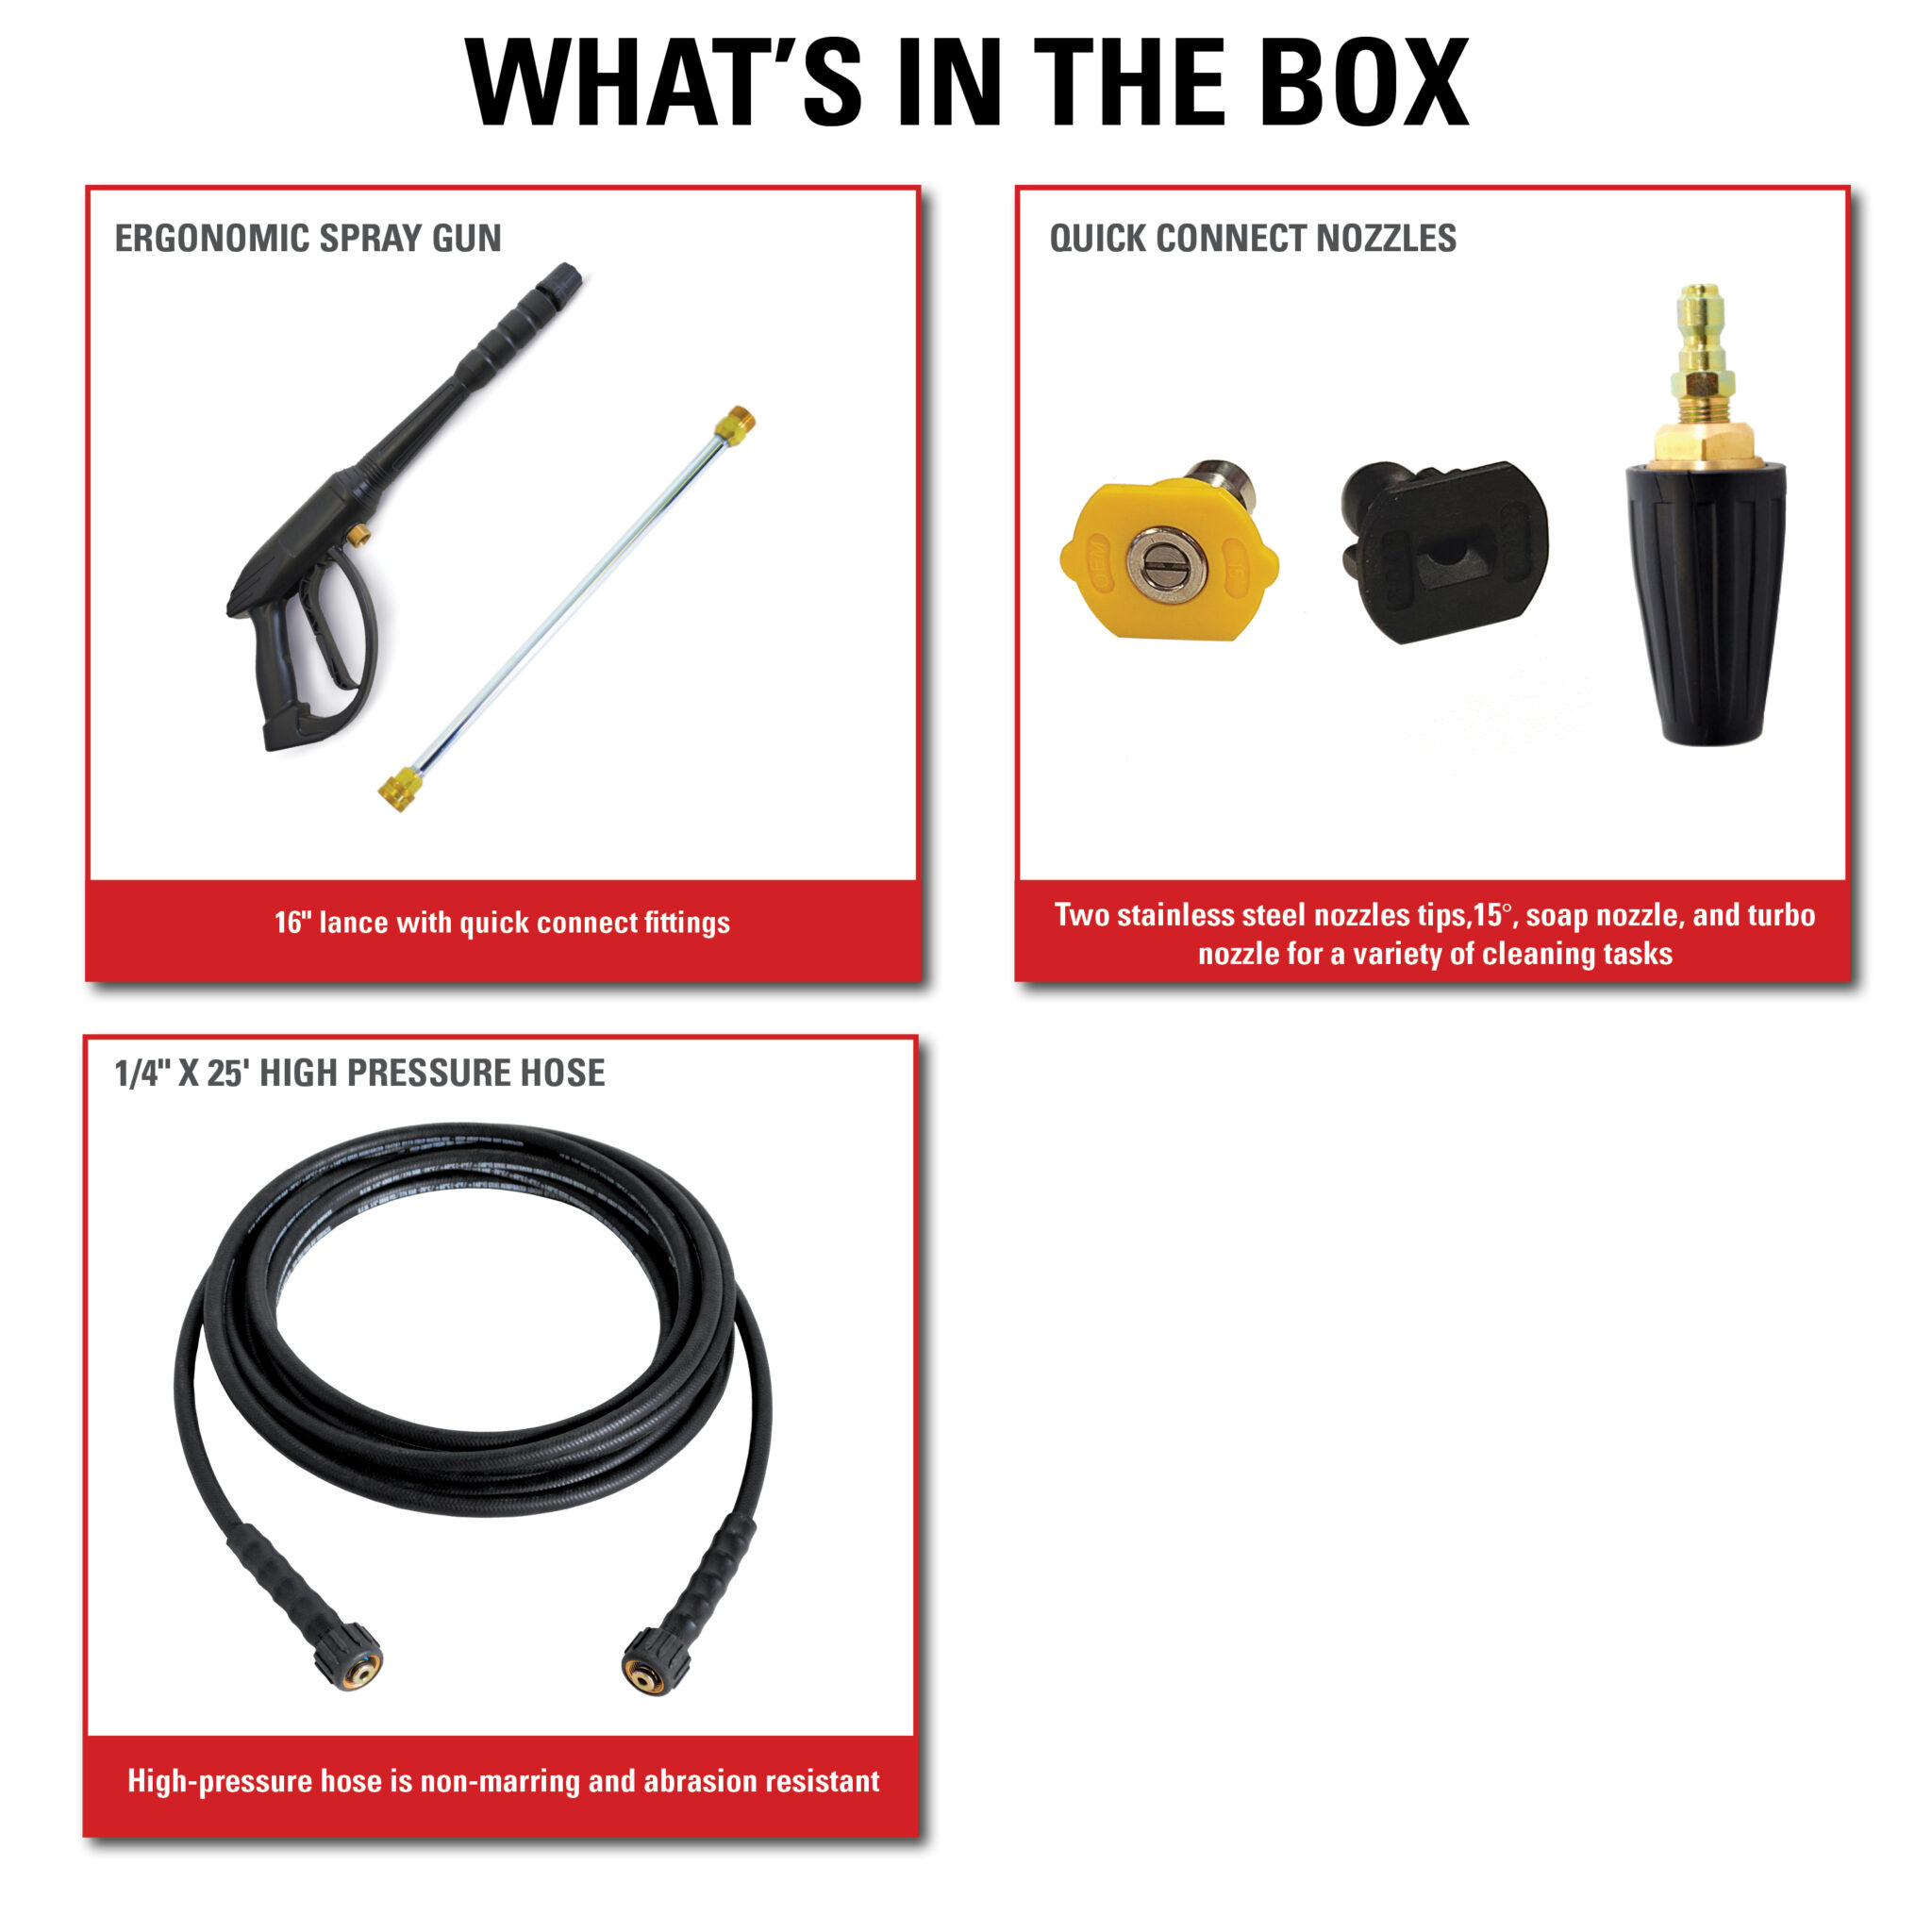 WHAT'S IN THE BOX
ERGONOMIC SPRAY GUN
16" lance with quick connect fittings
QUICK CONNECT NOZZLES
Two stainless steel nozzles tips,15°, soap nozzle, and turbo
nozzle for a variety of cleaning tasks
1/4" X 25' HIGH PRESSURE HOSE
High-pressure hose is non-marring and abrasion resistant